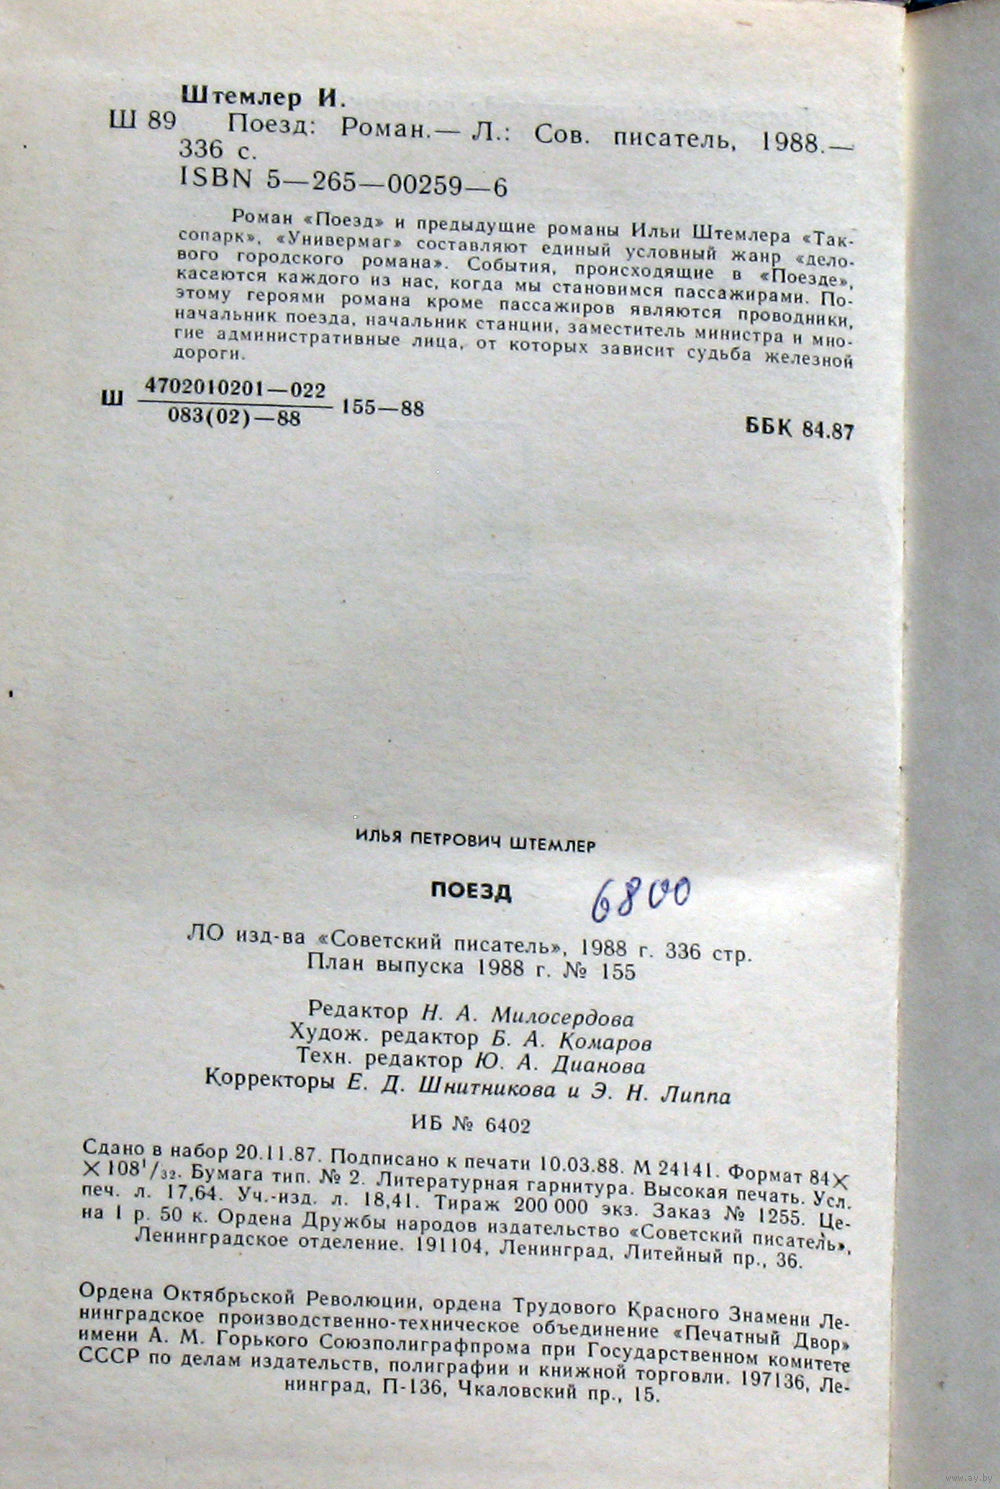 Штемлер И.
Ш 89 Поезд: Роман.— Л.: Сов. писатель, 1988.—
336 с.
ISBN 5—265—00259—6
Роман «Поезд» и предыдущие романы Ильи Штемлера «Так-
сопарк», «Универмаг» составляют единый условный жанр «дело-
вого городского романа». События, происходящие в «Поезде»,
касаются каждого из нас, когда мы становимся пассажирами. По-
этому героями романа кроме пассажиров являются проводники,
начальник поезда, начальник станции, заместитель министра и мно-
гие административные лица, от которых зависит судьба железной
дороги.
Ш 4702010201—022
083(02)—88 155—88
ББК 84.87
ИЛЬЯ ПЕТРОВИЧ ШТЕМЛЕР
ПОЕЗД
6800
ЛО изд-ва «Советский писатель», 1988 г. 336 стр.
План выпуска 1988 г. № 155
Редактор Н. А. Милосердова
Худож. редактор Б. А. Комаров
Техн. редактор Ю. А. Дианова
Корректоры Е. Д. Шнитникова и Э. Н. Липпа
ИБ № 6402
Сдано в набор 20.11.87. Подписано к печати 10.03.88. М 24141. Формат 84×
×108¹/₃₂. Бумага тип. № 2. Литературная гарнитура. Высокая печать. Усл.
печ. л. 17,64. Уч.-изд. л. 18,41. Тираж 200 000 экз. Заказ № 1255. Це-
на 1 р. 50 к. Ордена Дружбы народов издательство «Советский писатель»,
Ленинградское отделение. 191104, Ленинград, Литейный пр., 36.
Ордена Октябрьской Революции, ордена Трудового Красного Знамени Ле-
нинградское производственно-техническое объединение «Печатный Двор»
имени А. М. Горького Союзполиграфпрома при Государственном комитете
СССР по делам издательств, полиграфии и книжной торговли. 197136, Ле-
нинград, П-136, Чкаловский пр., 15.
www.ay.by